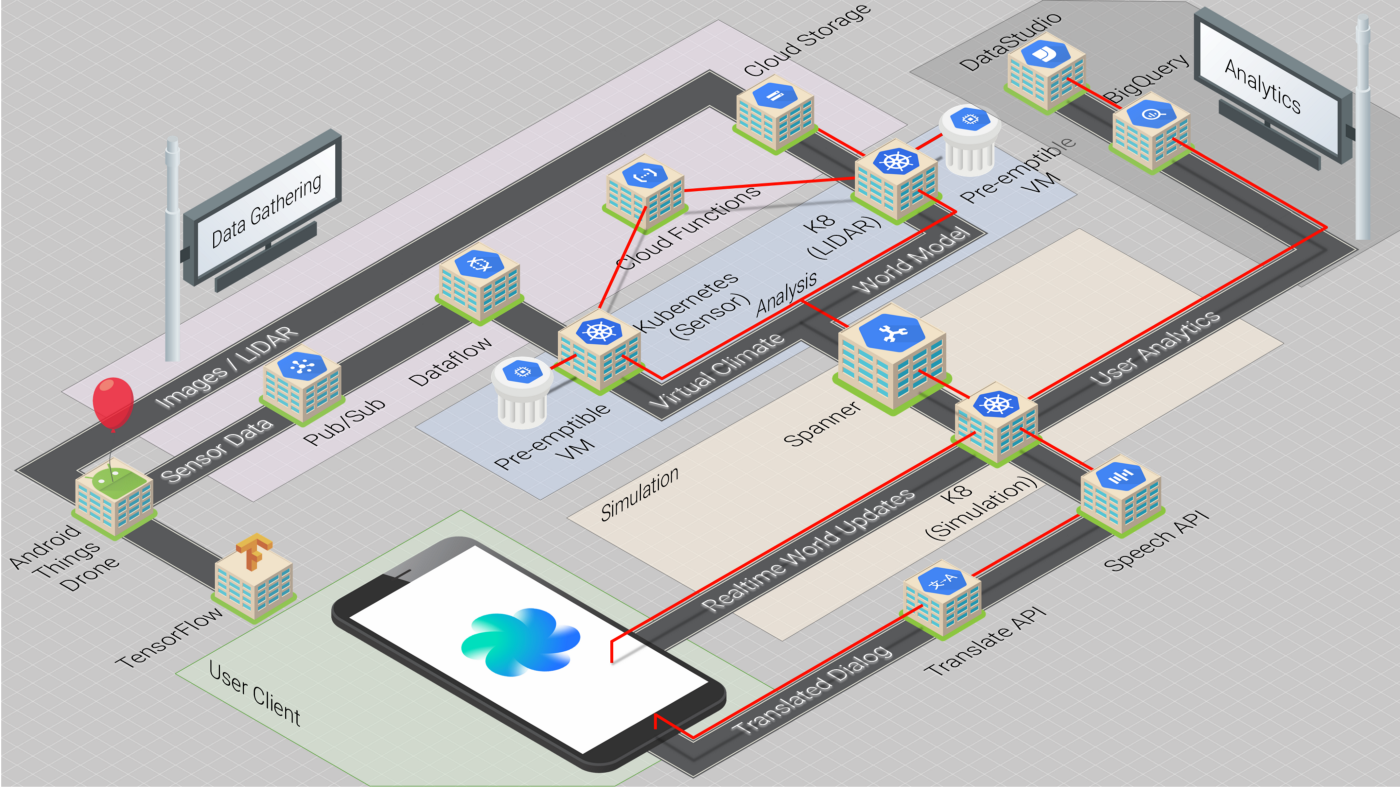 Cloud Storage
DataStudio
BigQuery
Analytics
Data Gathering
Pre-emptible
VM
Cloud Functions
K8
(LIDAR)
World Model
Kubernetes
(Sensor)
Analysis
Images / LIDAR
Dataflow
Virtual Climate
User Analytics
Sensor Data
Pub/Sub
Spanner
Pre-emptible
VM
Simulation
K8
(Simulation)
Realtime World Updates
Speech API
Android
Things
Drone
TensorFlow
文-A
Translate API
Translated Dialog
User Client